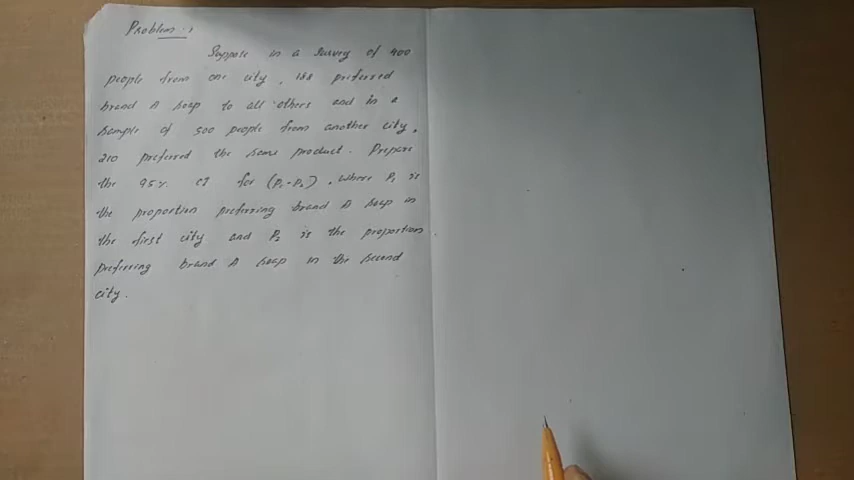 Problem : 1
Suppose in a survey of 400
people from one city, 188 preferred
brand A soap to all others and in a
sample of 500 people from another city,
210 preferred the same product. Prepare
the 95% CI for (P₁-P₂), where P₁ is
the proportion preferring brand A soap in
the first city and P₂ is the proportion
preferring brand A soap in the second
city.